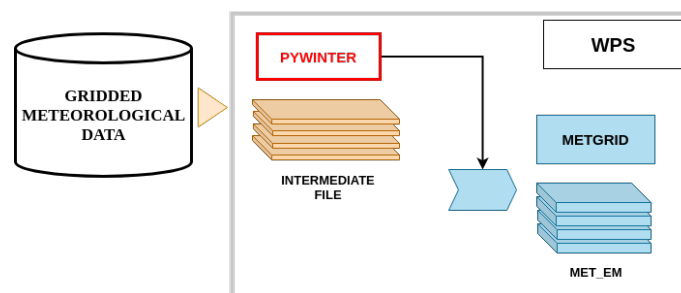 GRIDDED
METEOROLOGICAL
DATA
PYWINTER
INTERMEDIATE
FILE
WPS
METGRID
MET_EM